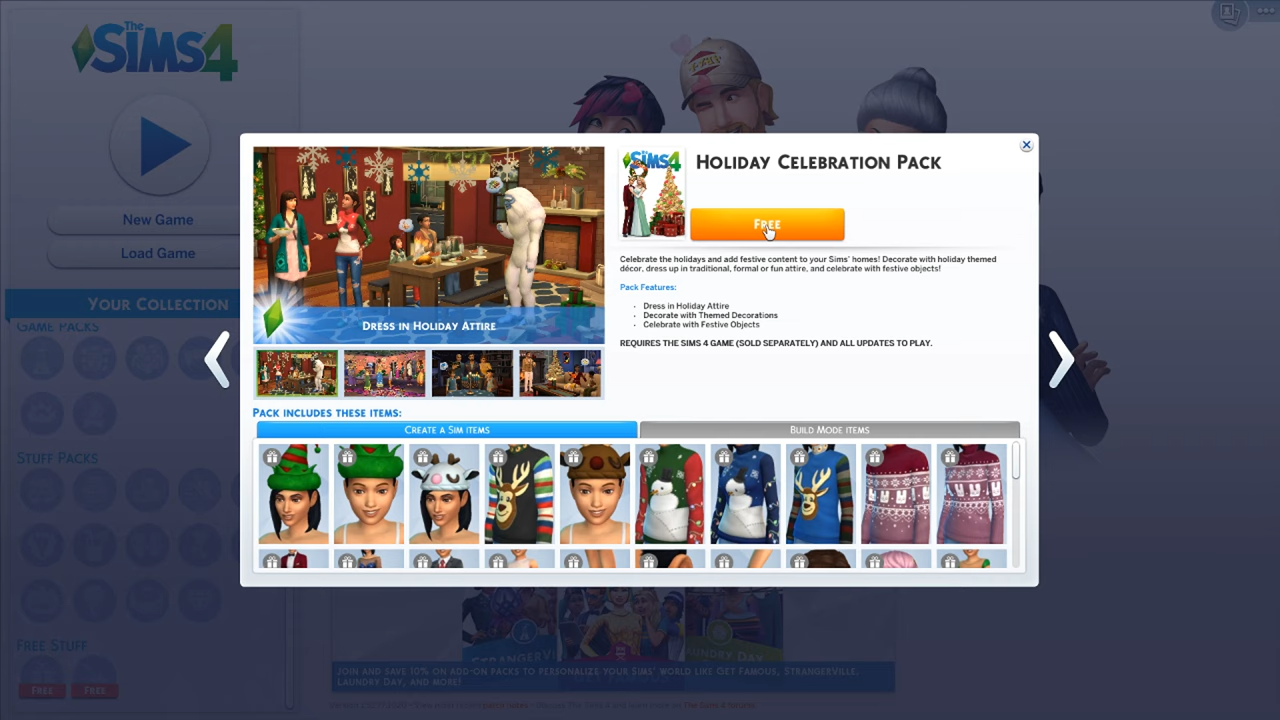 The
SiMS 4
New Game
Load Game
Your Collection
Game Packs
Stuff Packs
Free Stuff
Free
Free
The
SiMS 4
Holiday Celebration Pack
Free
Celebrate the holidays and add festive content to your Sims' homes! Decorate with holiday themed
décor, dress up in traditional, formal or fun attire, and celebrate with festive objects!
Pack Features:
· Dress in Holiday Attire
· Decorate with Themed Decorations
· Celebrate with Festive Objects
REQUIRES THE SIMS 4 GAME (SOLD SEPARATELY) AND ALL UPDATES TO PLAY.
Dress in Holiday Attire
Pack includes these items:
Create a Sim items
Build Mode items
Strangerville
Laundry Day
Join and save 10% on add-on packs to personalize your Sims' world like Get Famous, StrangerVille,
Laundry Day, and more!